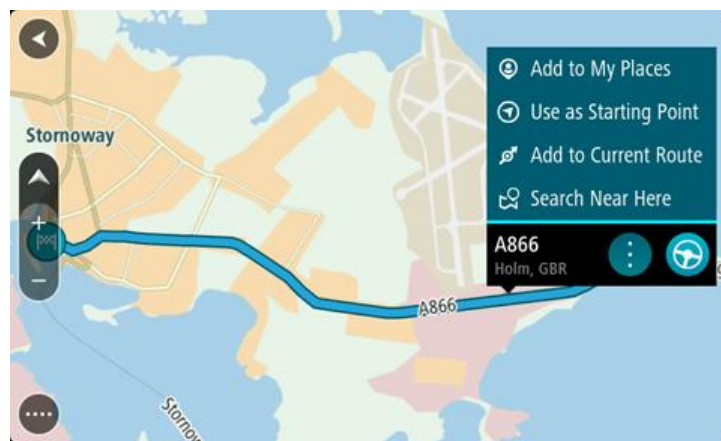 Stornoway
Add to My Places
Use as Starting Point
Add to Current Route
Search Near Here
A866
Holm, GBR
A866